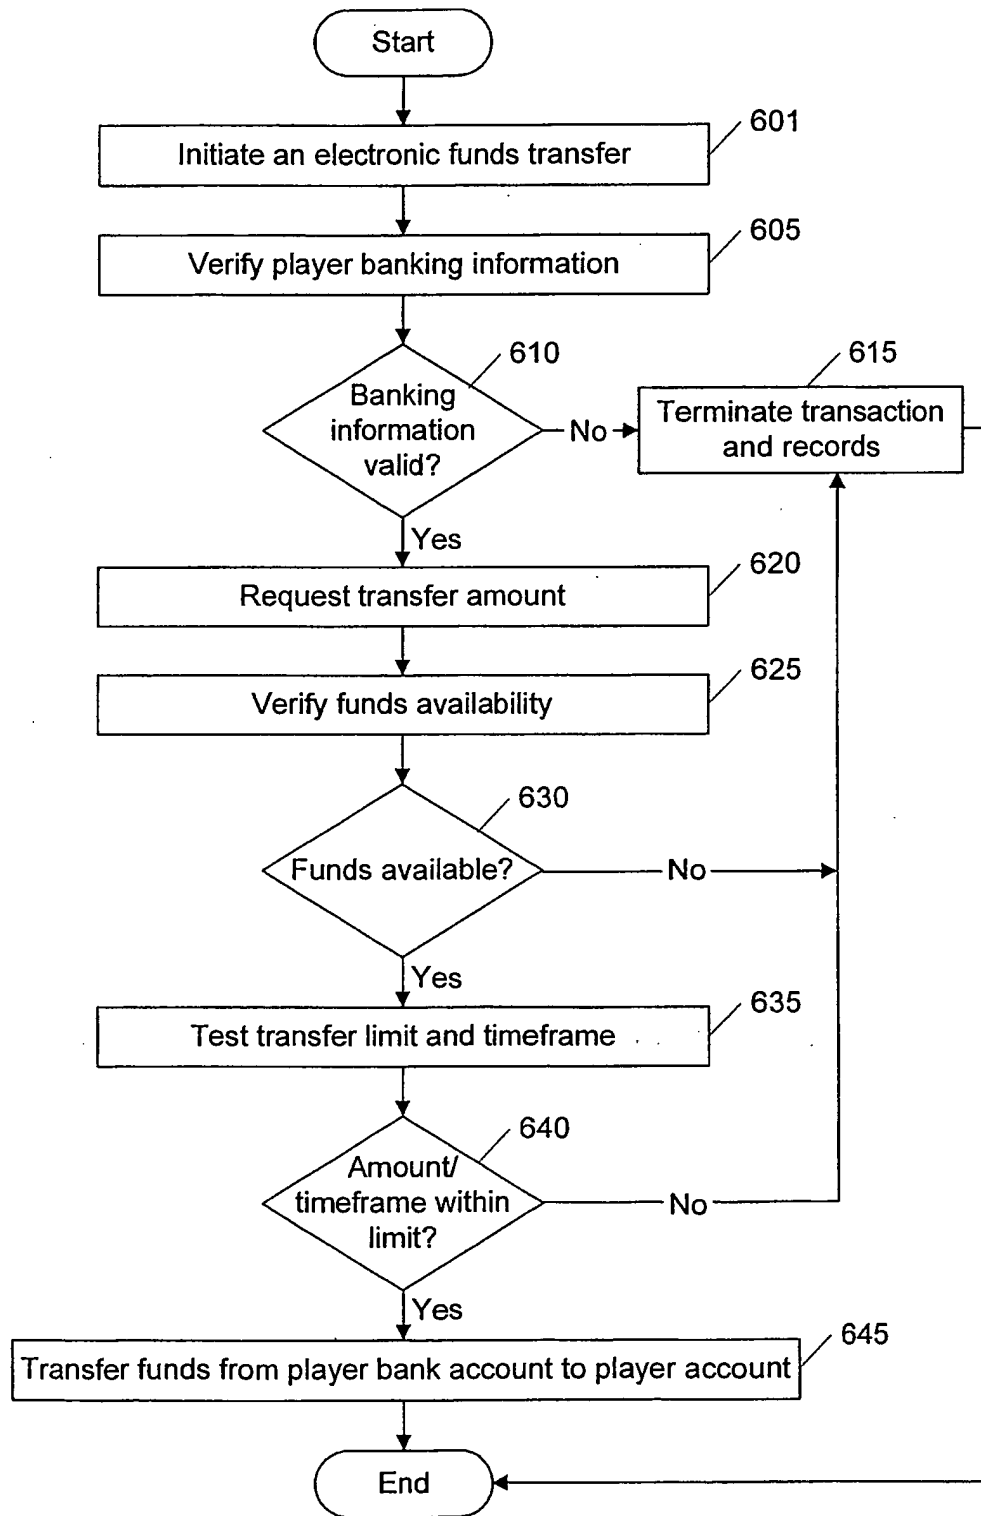 Start
601
Initiate an electronic funds transfer
605
Verify player banking information
610
Banking
information
valid?
No
615
Terminate transaction
and records
Yes
620
Request transfer amount
625
Verify funds availability
630
Funds available?
No
Yes
635
Test transfer limit and timeframe
640
Amount/
timeframe within
limit?
No
Yes
645
Transfer funds from player bank account to player account
End